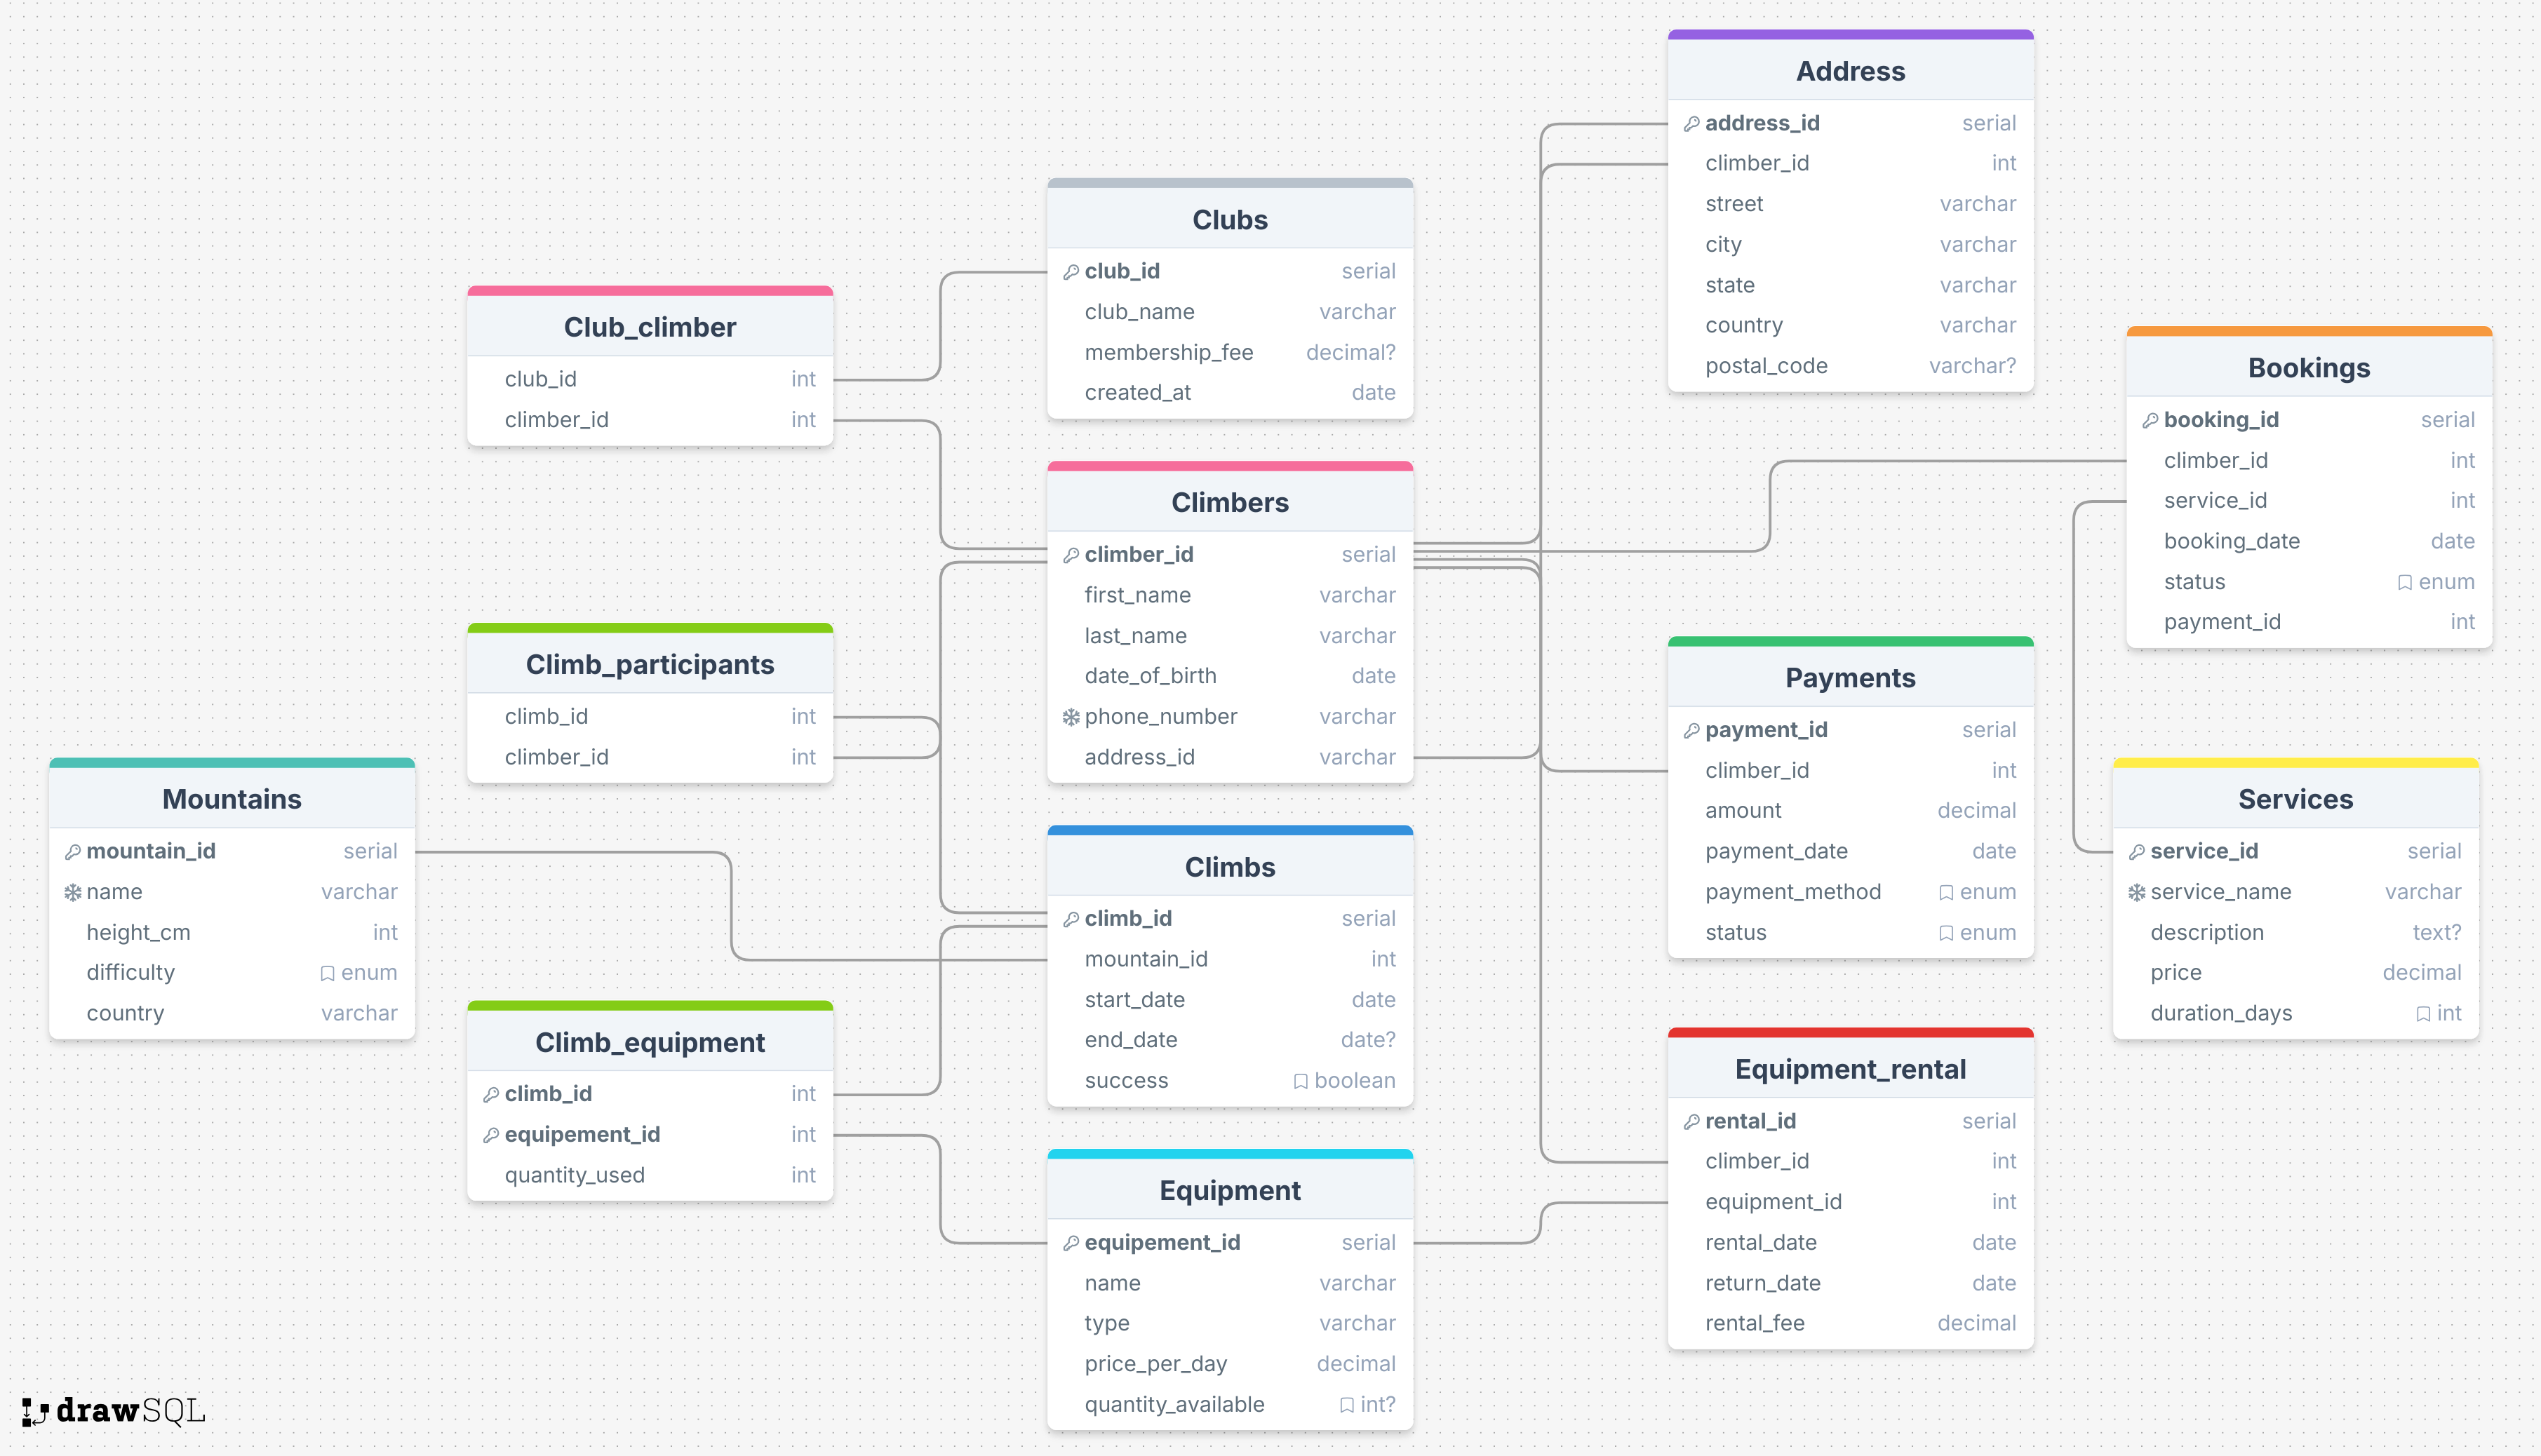 Address
address_id serial
climber_id int
street varchar
city varchar
state varchar
country varchar
postal_code varchar?
Clubs
club_id serial
club_name varchar
membership_fee decimal?
created_at date
Club_climber
club_id int
climber_id int
Bookings
booking_id serial
climber_id int
service_id int
booking_date date
status enum
payment_id int
Climbers
climber_id serial
first_name varchar
last_name varchar
date_of_birth date
phone_number varchar
address_id varchar
Climb_participants
climb_id int
climber_id int
Payments
payment_id serial
climber_id int
amount decimal
payment_date date
payment_method enum
status enum
Mountains
mountain_id serial
name varchar
height_cm int
difficulty enum
country varchar
Services
service_id serial
service_name varchar
description text?
price decimal
duration_days int
Climbs
climb_id serial
mountain_id int
start_date date
end_date date?
success boolean
Climb_equipment
climb_id int
equipement_id int
quantity_used int
Equipment_rental
rental_id serial
climber_id int
equipment_id int
rental_date date
return_date date
rental_fee decimal
Equipment
equipement_id serial
name varchar
type varchar
price_per_day decimal
quantity_available int?
drawSQL